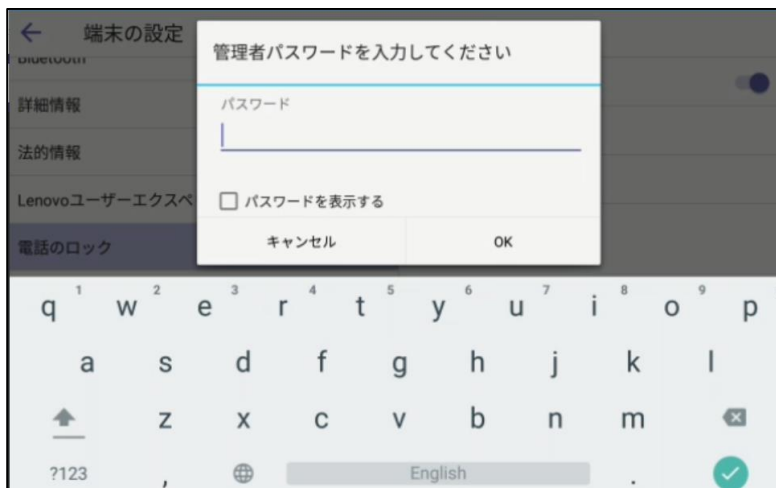 端末の設定
Bluetooth
詳細情報
法的情報
Lenovoユーザーエクスペ
電話のロック
管理者パスワードを入力してください
パスワード
パスワードを表示する
キャンセル OK
1 2 3 4 5 6 7 8 9
q w e r t y u i o p
a s d f g h j k l
z x c v b n m
?123 , English .